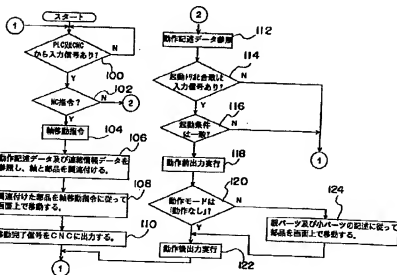 スタート
1
PLC又はCNC
から入力信号あり?
N
100
Y
102
NC指令?
N
2
Y
104
軸移動指令
106
動作記述データ及び連結情報データを
参照し、軸と部品を関連付ける。
108
関連付けた部品を軸移動指令に従って
画面上で移動する。
110
移動完了信号をCNCに出力する。
1
2
112
動作記述データ参照
114
入力信号あり?
N
Y
116
起動条件
は一致?
N
Y
118
動作前出力実行
1
120
動作モードは
「動作なし」?
N
Y
124
親パーツ及び子パーツの記述に従って
部品を画面上で移動する。
動作後出力実行
122